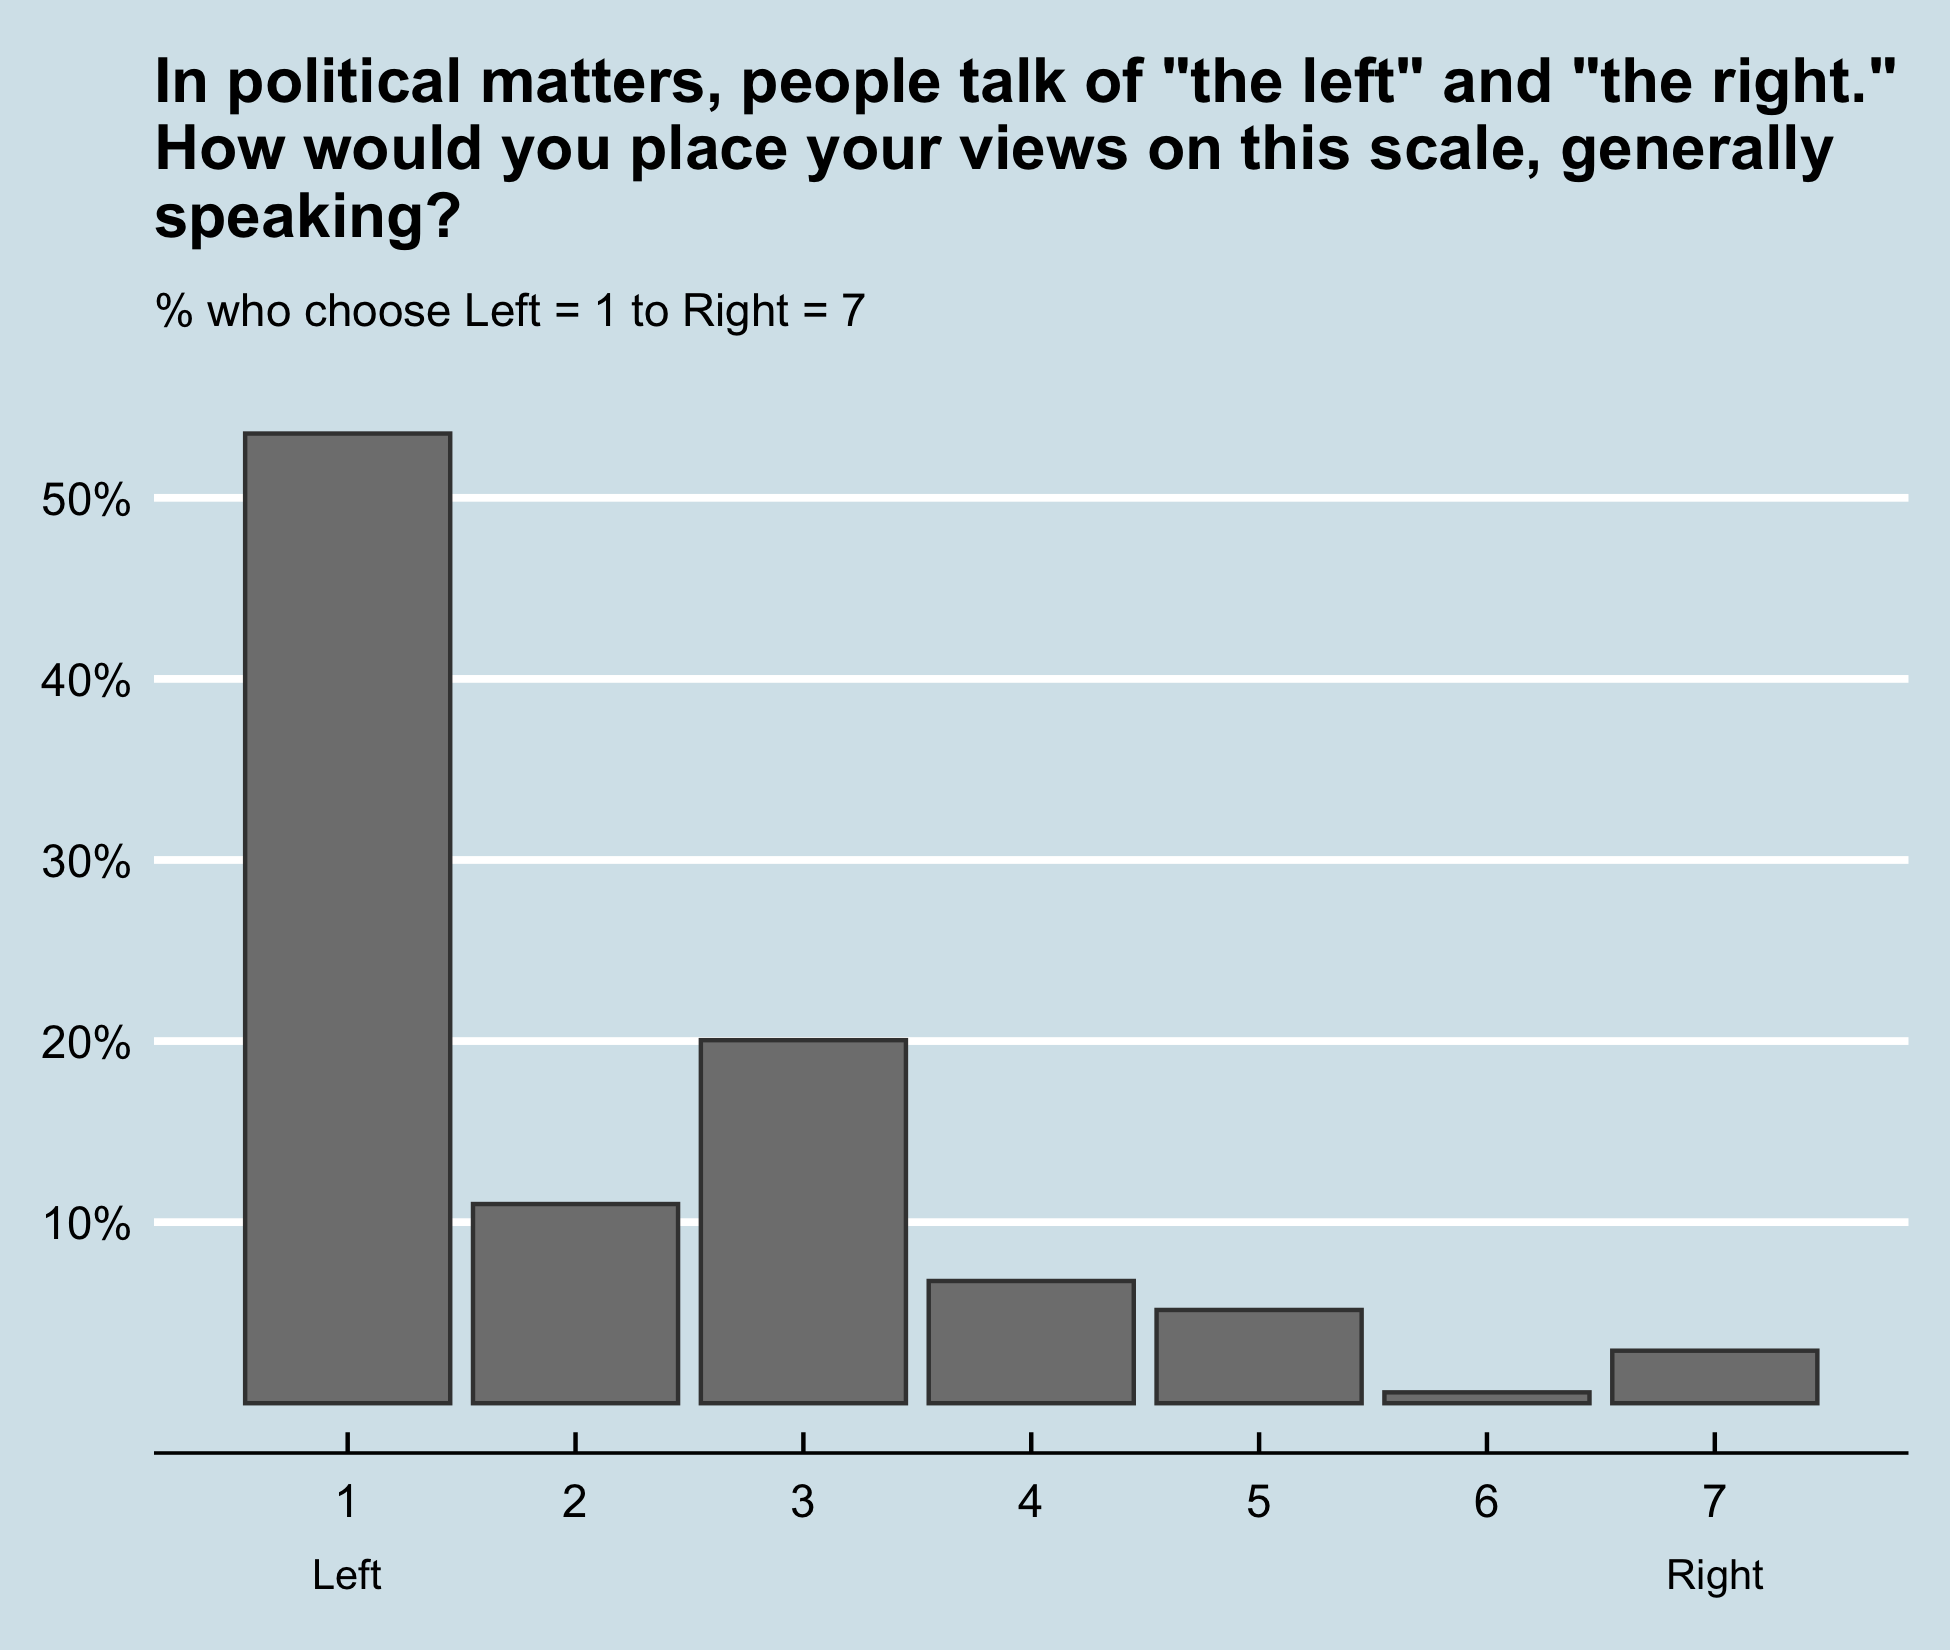 In political matters, people talk of "the left" and "the right."
How would you place your views on this scale, generally
speaking?
% who choose Left = 1 to Right = 7
50%
40%
30%
20%
10%
1 2 3 4 5 6 7
Left Right